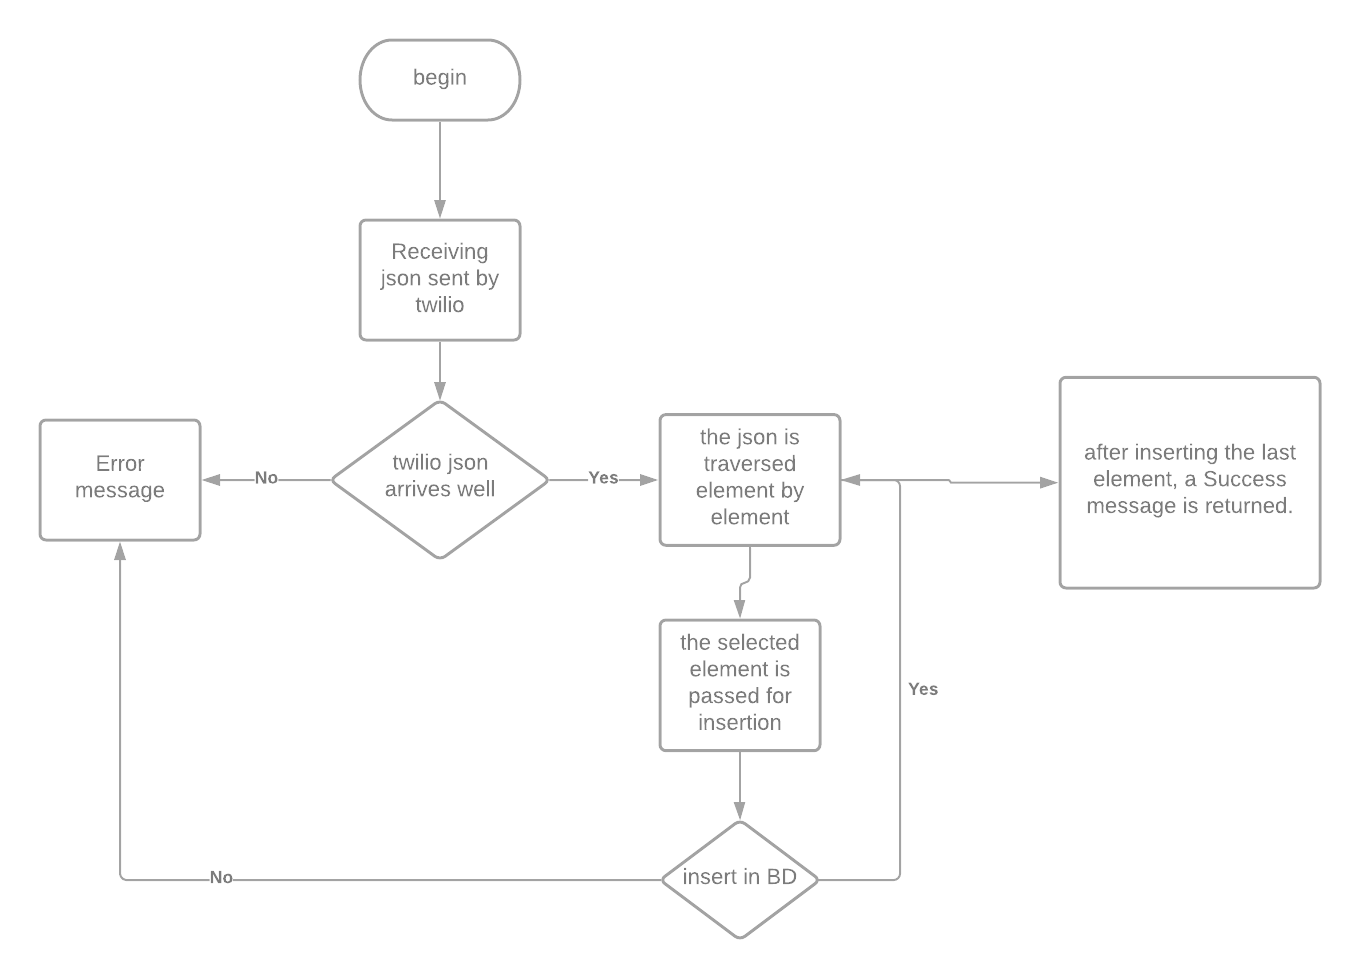 begin
Receiving
json sent by
twilio
twilio json
arrives well
No
Error
message
Yes
the json is
traversed
element by
element
after inserting the last
element, a Success
message is returned.
the selected
element is
passed for
insertion
Yes
insert in BD
No